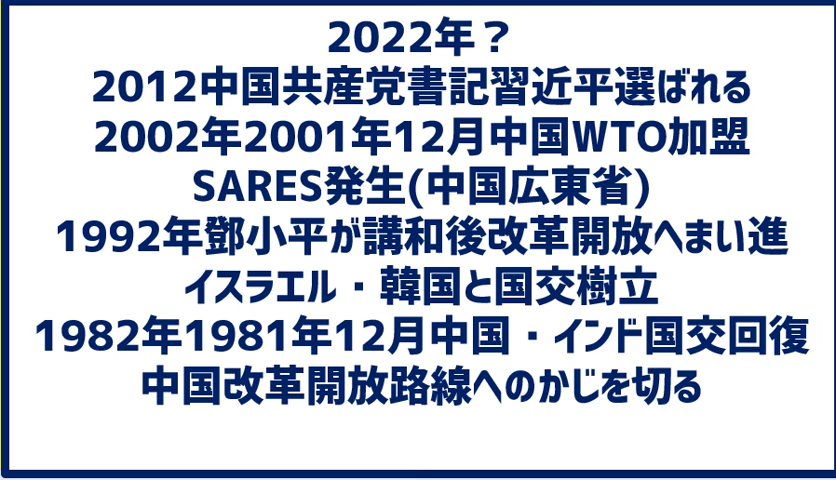 2022年？
2012中国共産党書記習近平選ばれる
2002年2001年12月中国WTO加盟
SARES発生(中国広東省)
1992年鄧小平が講和後改革開放へまい進
イスラエル・韓国と国交樹立
1982年1981年12月中国・インド国交回復
中国改革開放路線へのかじを切る